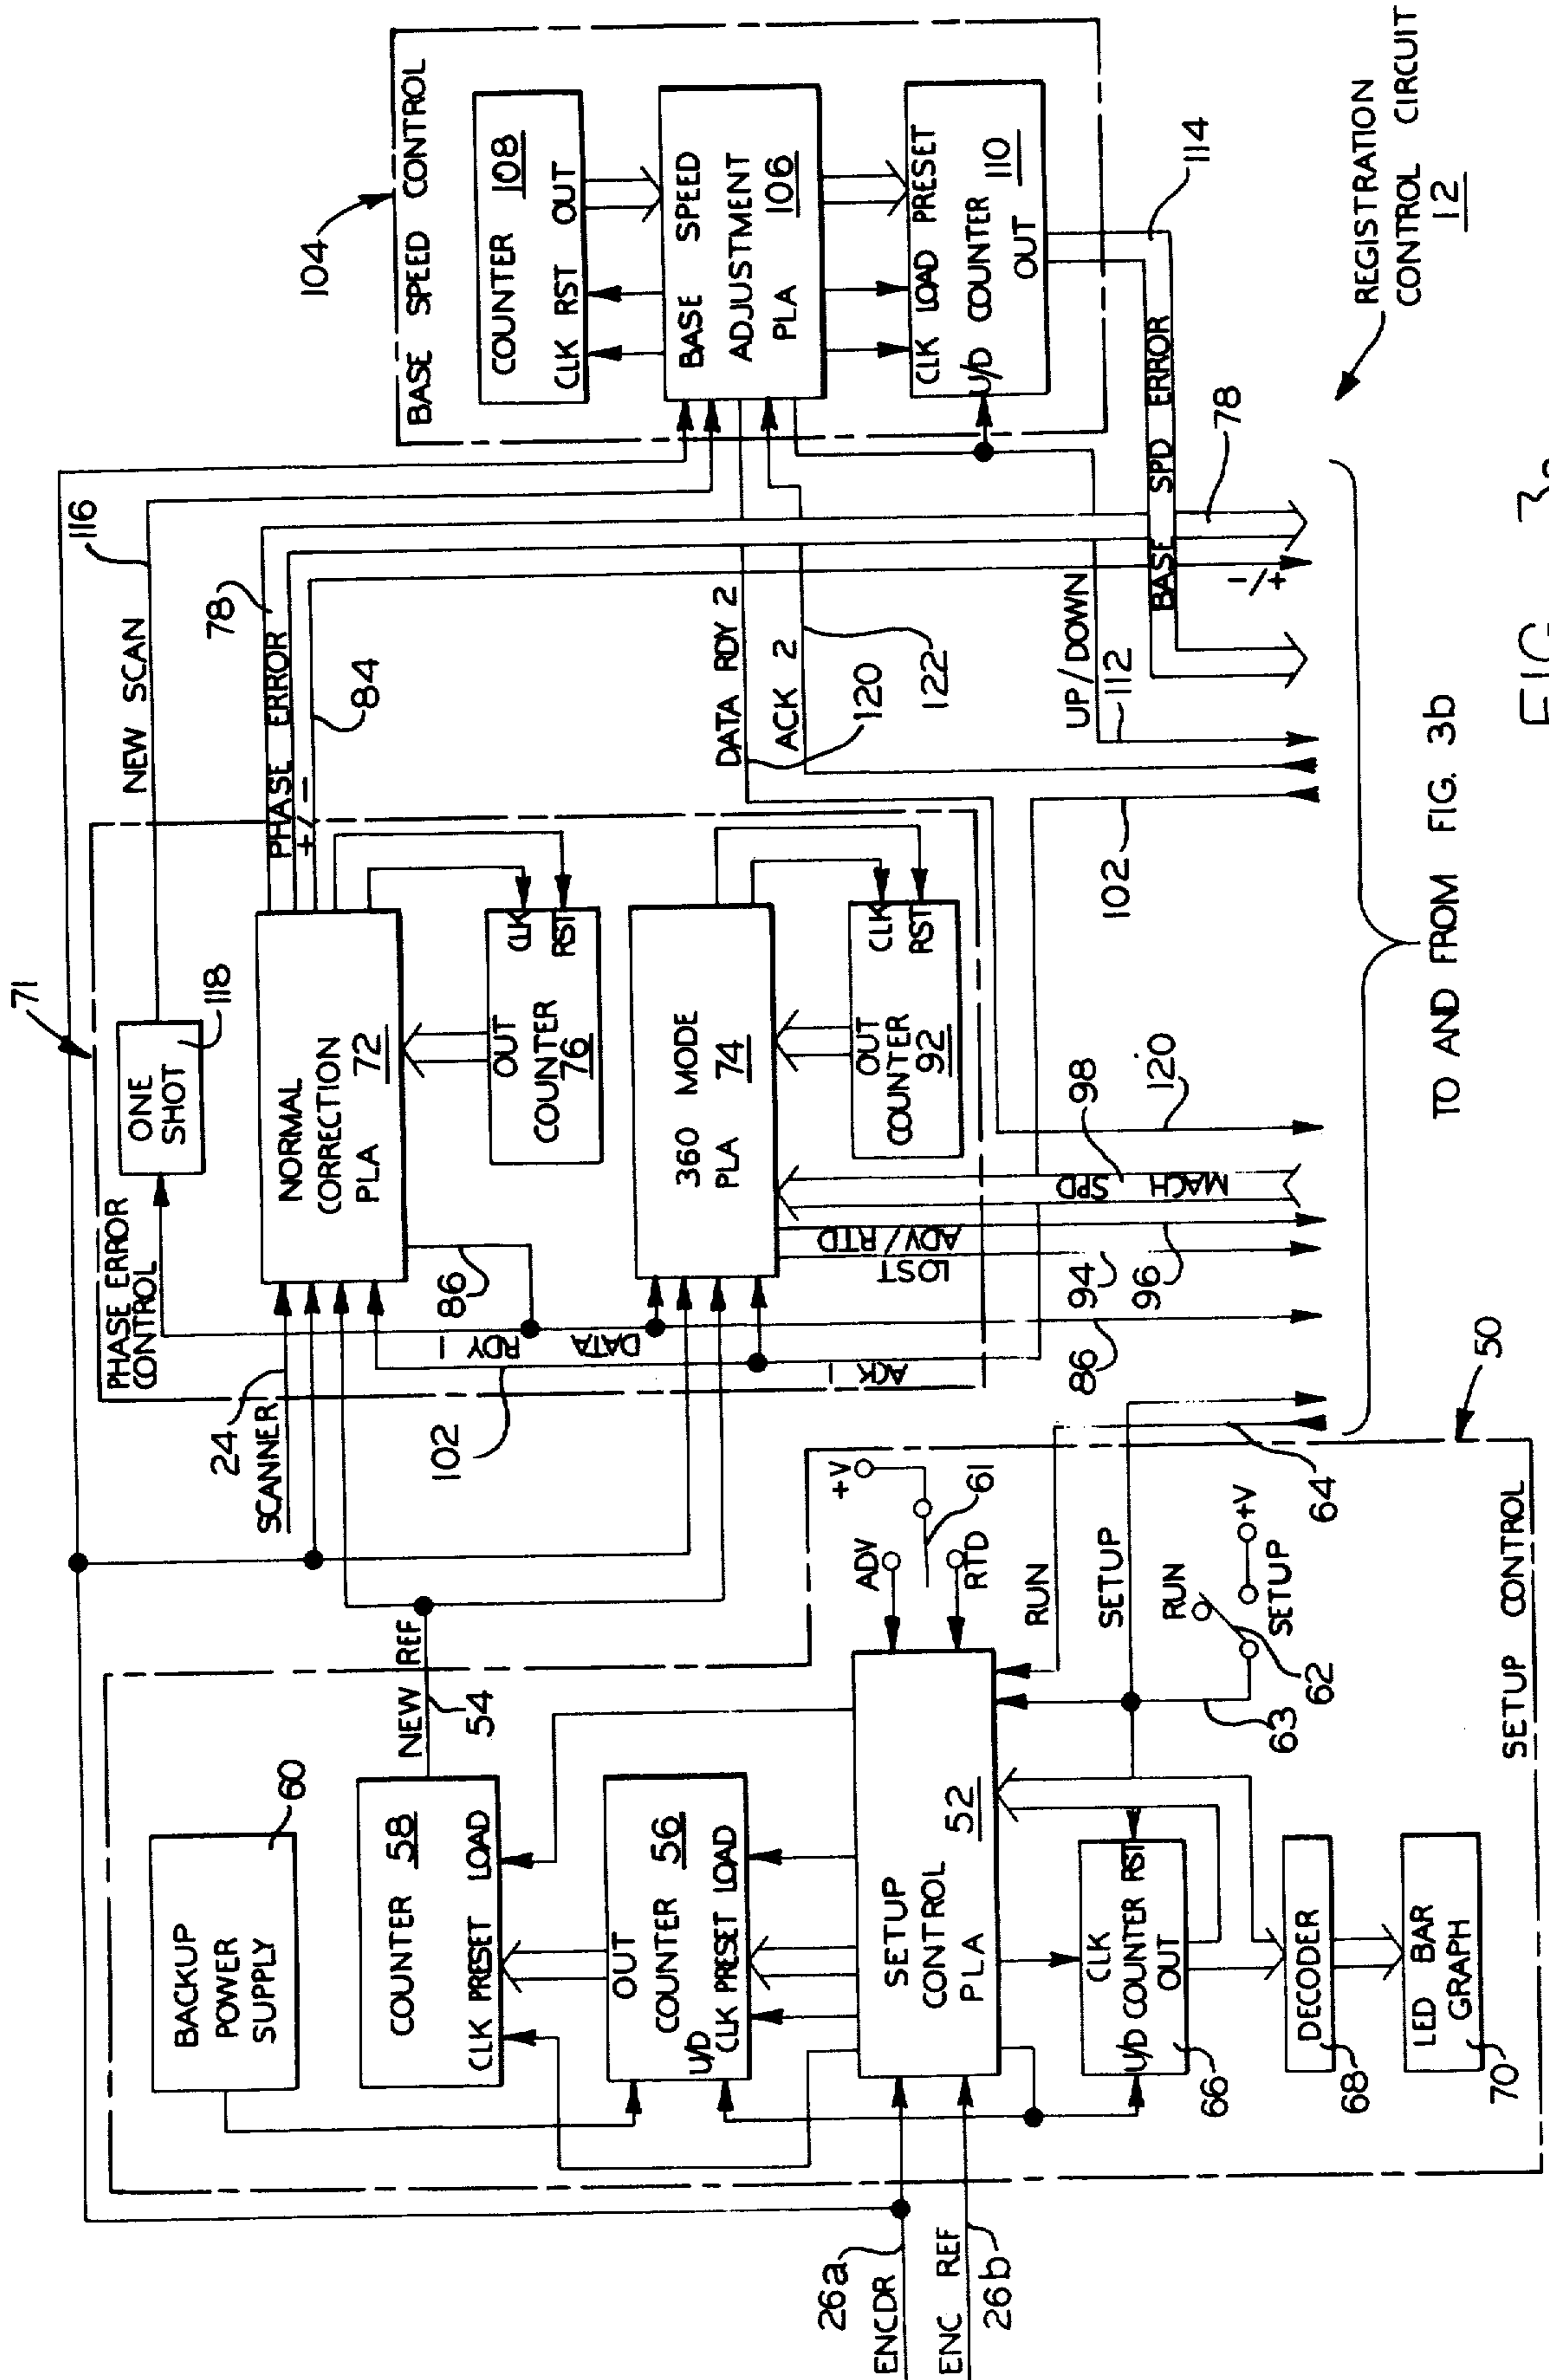 ENCDR
26a
ENC REF
26b
BACKUP
POWER
SUPPLY
60
COUNTER 58
CLK PRESET LOAD
NEW REF
54
OUT
COUNTER 56
U/D
CLK PRESET LOAD
SETUP
CONTROL
PLA
52
ADV
RTD
+V
61
RUN
SETUP
RUN
SETUP
+V
62
63
64
CLK
U/D COUNTER RST
OUT
66
DECODER
68
LED BAR
GRAPH
70
SETUP CONTROL
50
71
PHASE ERROR
CONTROL
ONE
SHOT
118
SCANNER
24
102
NORMAL
CORRECTION
PLA
72
86
RDY 1
DATA
ACK 1
OUT
COUNTER
76
CLK
RST
360 MODE
PLA
74
OUT
COUNTER
92
CLK
RST
LOST
ADV/RTD
MACH SPD
86
94
96
98
120
102
NEW SCAN
116
PHASE ERROR
78
+/-
84
DATA RDY 2
120
ACK 2
122
UP/DOWN
112
104
BASE SPEED CONTROL
COUNTER 108
CLK RST OUT
BASE SPEED
ADJUSTMENT
PLA
106
CLK LOAD PRESET
U/D COUNTER 110
OUT
114
BASE SPD ERROR
-/+
78
TO AND FROM FIG. 3b
REGISTRATION
CONTROL CIRCUIT
12